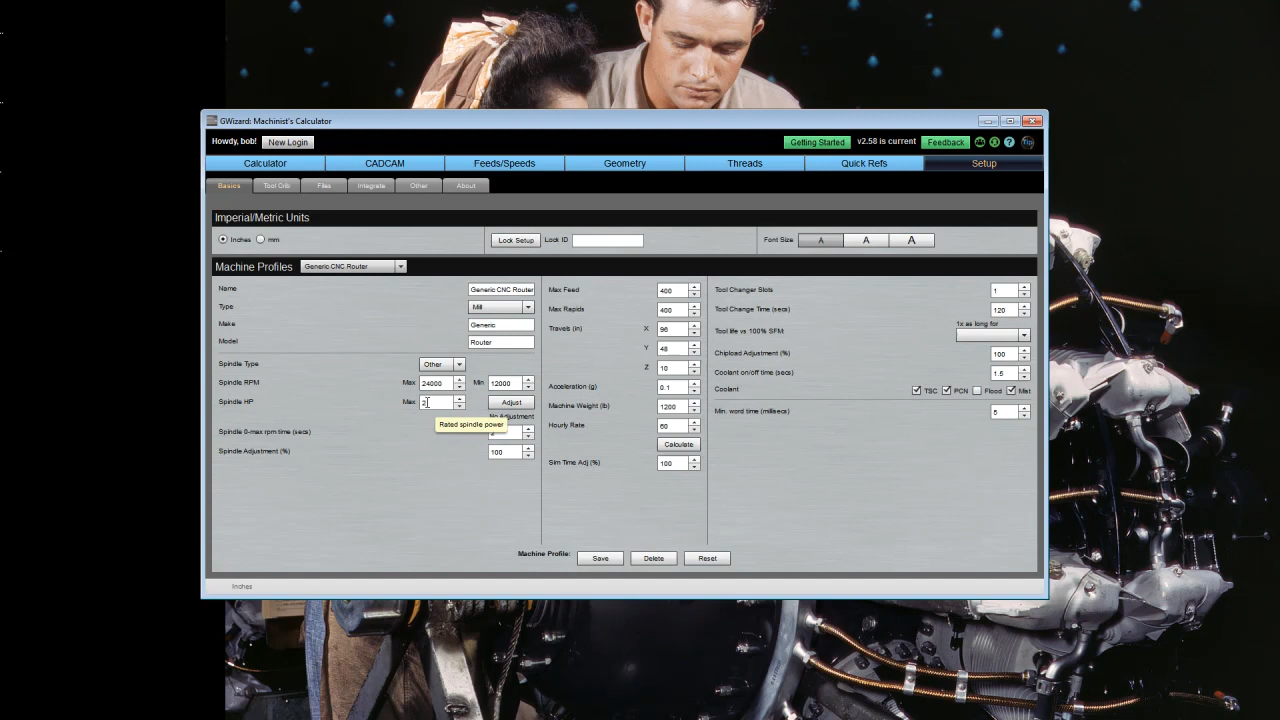 GWizard: Machinist's Calculator
Howdy, bob! New Login Getting Started v2.58 is current Feedback ? Tip
Calculator CADCAM Feeds/Speeds Geometry Threads Quick Refs Setup
Basics Tool Crib Files Integrate Other About
Imperial/Metric Units
Inches mm Lock Setup Lock ID Font Size A A A
Machine Profiles Generic CNC Router
Name Generic CNC Router
Type Mill
Make Generic
Model Router
Spindle Type Other
Spindle RPM Max 24000 Min 12000
Spindle HP Max 2 Adjust
No Adjustment
Rated spindle power
Spindle 0-max rpm time (secs)
Spindle Adjustment (%) 100
Max Feed 400
Max Rapids 400
Travels (in) X 96
Y 48
Z 10
Acceleration (g) 0.1
Machine Weight (lb) 1200
Hourly Rate 60
Calculate
Sim Time Adj (%) 100
Tool Changer Slots 1
Tool Change Time (secs) 120
1x as long for
Tool life vs 100% SFM:
Chipload Adjustment (%) 100
Coolant on/off time (secs) 1.5
Coolant: TSC PCN Flood Mist
Min. word time (millisecs) 5
Machine Profile: Save Delete Reset
Inches